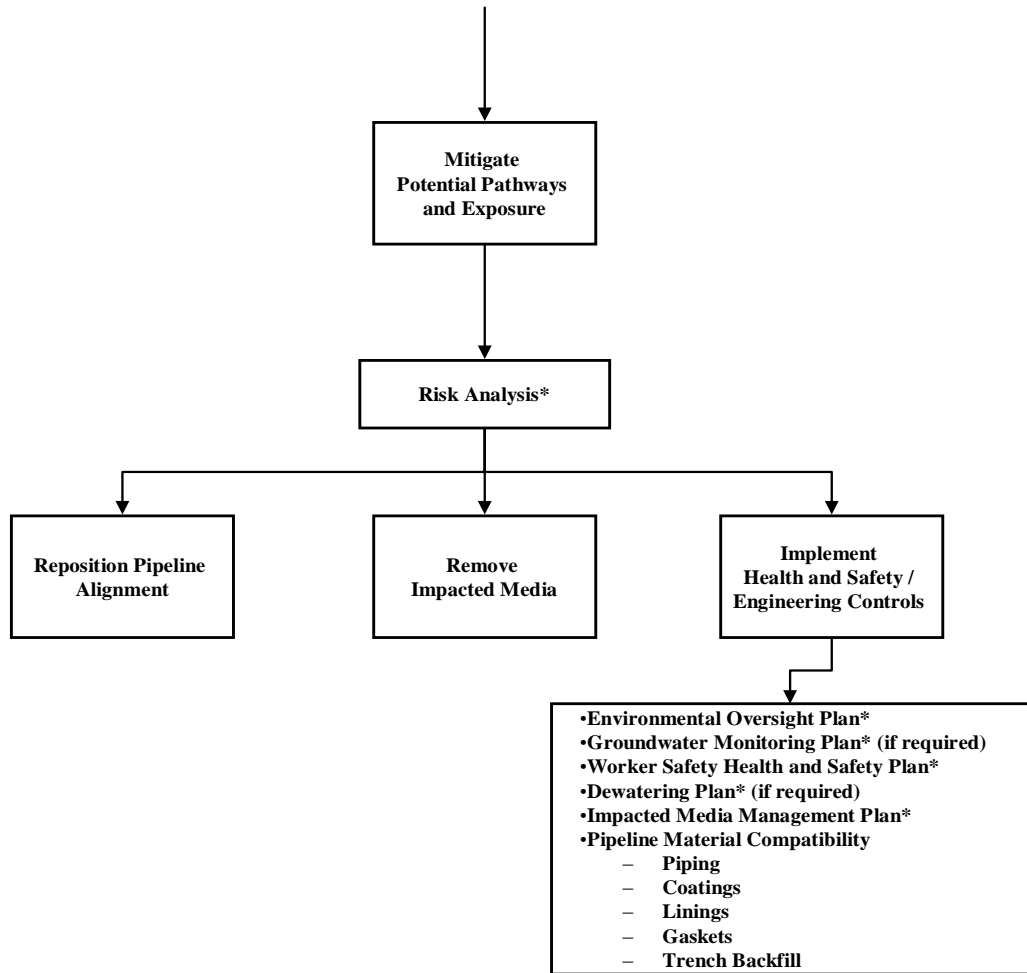 Mitigate
Potential Pathways
and Exposure
Risk Analysis*
Reposition Pipeline
Alignment
Remove
Impacted Media
Implement
Health and Safety /
Engineering Controls
•Environmental Oversight Plan*
•Groundwater Monitoring Plan* (if required)
•Worker Safety Health and Safety Plan*
•Dewatering Plan* (if required)
•Impacted Media Management Plan*
•Pipeline Material Compatibility
– Piping
– Coatings
– Linings
– Gaskets
– Trench Backfill